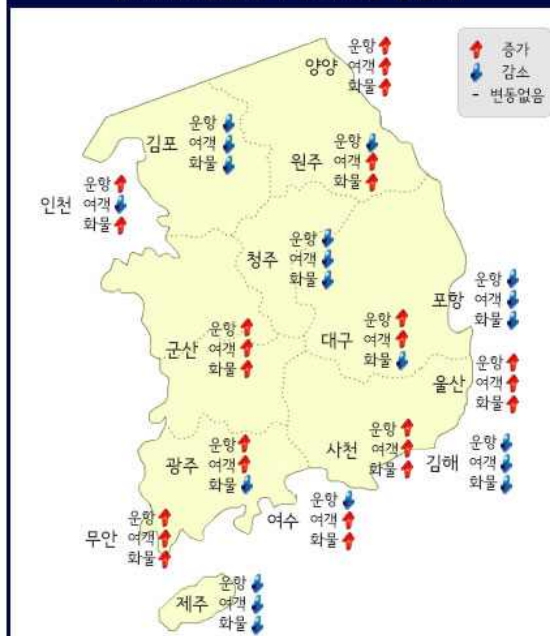 증가
감소
- 변동없음
양양
운항
여객
화물
김포
운항
여객
화물
원주
운항
여객
화물
인천
운항
여객
화물
청주
운항
여객
화물
포항
운항
여객
화물
군산
운항
여객
화물
대구
운항
여객
화물
울산
운항
여객
화물
광주
운항
여객
화물
사천
운항
여객
화물
김해
운항
여객
화물
여수
운항
여객
화물
무안
운항
여객
화물
제주
운항
여객
화물